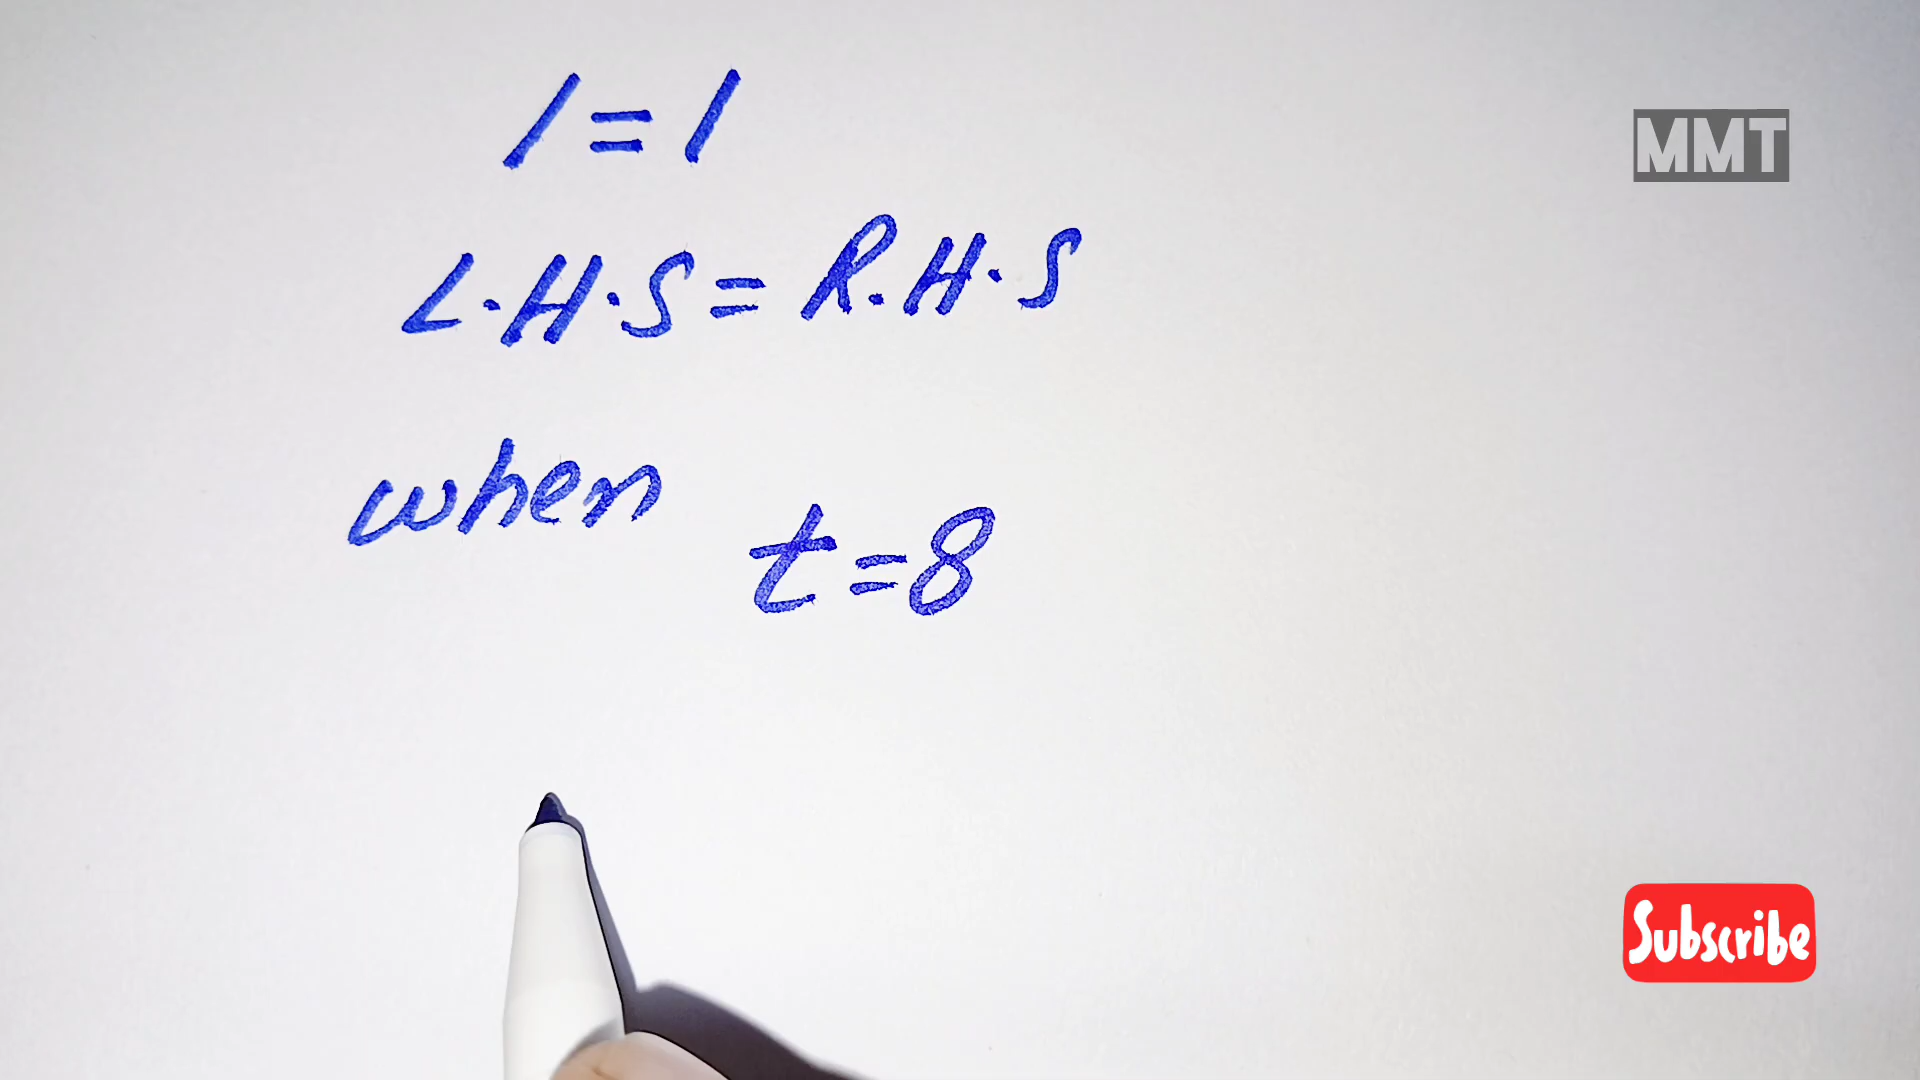 1 = 1
MMT
L.H.S = R.H.S
when
t = 8
Subscribe